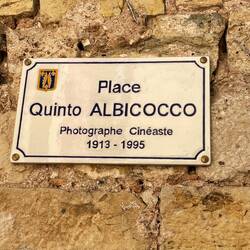 Place
Quinto ALBICOCCO
Photographe Cinéaste
1913 - 1995